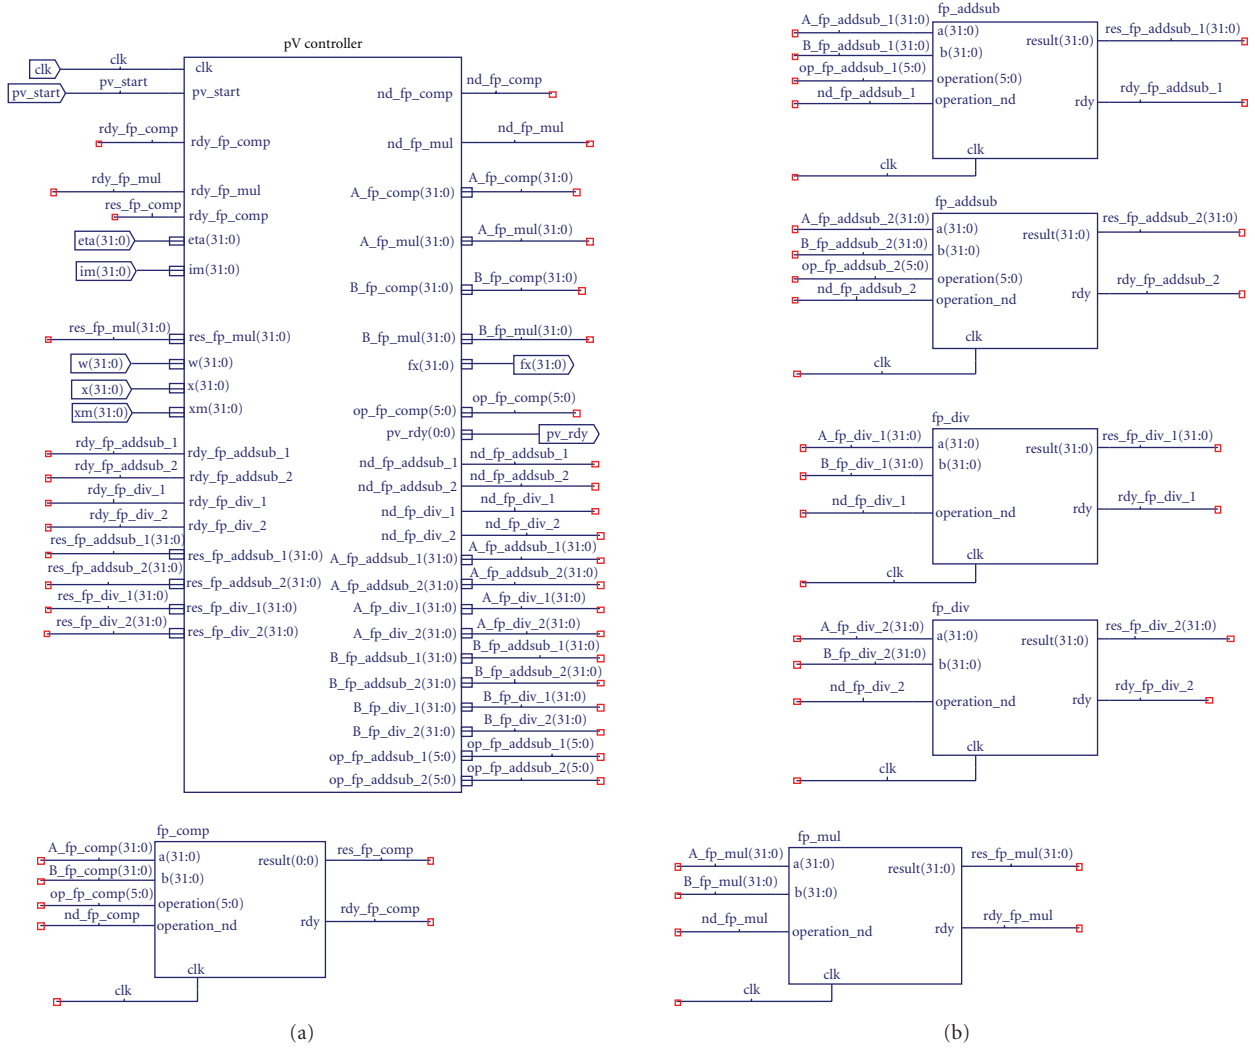 pV controller
clk
clk
clk
pv_start
pv_start
pv_start
rdy_fp_comp
rdy_fp_comp
rdy_fp_mul
rdy_fp_mul
res_fp_comp
rdy_fp_comp
eta(31:0)
eta(31:0)
im(31:0)
im(31:0)
res_fp_mul(31:0)
res_fp_mul(31:0)
w(31:0)
w(31:0)
x(31:0)
x(31:0)
xm(31:0)
xm(31:0)
rdy_fp_addsub_1
rdy_fp_addsub_1
rdy_fp_addsub_2
rdy_fp_addsub_2
rdy_fp_div_1
rdy_fp_div_1
rdy_fp_div_2
rdy_fp_div_2
res_fp_addsub_1(31:0)
res_fp_addsub_1(31:0)
res_fp_addsub_2(31:0)
res_fp_addsub_2(31:0)
res_fp_div_1(31:0)
res_fp_div_1(31:0)
res_fp_div_2(31:0)
res_fp_div_2(31:0)
nd_fp_comp
nd_fp_comp
nd_fp_mul
nd_fp_mul
A_fp_comp(31:0)
A_fp_comp(31:0)
A_fp_mul(31:0)
A_fp_mul(31:0)
B_fp_comp(31:0)
B_fp_comp(31:0)
B_fp_mul(31:0)
B_fp_mul(31:0)
fx(31:0)
fx(31:0)
op_fp_comp(5:0)
op_fp_comp(5:0)
pv_rdy(0:0)
pv_rdy
nd_fp_addsub_1
nd_fp_addsub_1
nd_fp_addsub_2
nd_fp_addsub_2
nd_fp_div_1
nd_fp_div_1
nd_fp_div_2
nd_fp_div_2
A_fp_addsub_1(31:0)
A_fp_addsub_1(31:0)
A_fp_addsub_2(31:0)
A_fp_addsub_2(31:0)
A_fp_div_1(31:0)
A_fp_div_1(31:0)
A_fp_div_2(31:0)
A_fp_div_2(31:0)
B_fp_addsub_1(31:0)
B_fp_addsub_1(31:0)
B_fp_addsub_2(31:0)
B_fp_addsub_2(31:0)
B_fp_div_1(31:0)
B_fp_div_1(31:0)
B_fp_div_2(31:0)
B_fp_div_2(31:0)
op_fp_addsub_1(5:0)
op_fp_addsub_1(5:0)
op_fp_addsub_2(5:0)
op_fp_addsub_2(5:0)
fp_comp
A_fp_comp(31:0)
a(31:0)
B_fp_comp(31:0)
b(31:0)
op_fp_comp(5:0)
operation(5:0)
nd_fp_comp
operation_nd
result(0:0)
res_fp_comp
rdy
rdy_fp_comp
clk
clk
(a)
fp_addsub
A_fp_addsub_1(31:0)
a(31:0)
B_fp_addsub_1(31:0)
b(31:0)
op_fp_addsub_1(5:0)
operation(5:0)
nd_fp_addsub_1
operation_nd
result(31:0)
res_fp_addsub_1(31:0)
rdy
rdy_fp_addsub_1
clk
clk
fp_addsub
A_fp_addsub_2(31:0)
a(31:0)
B_fp_addsub_2(31:0)
b(31:0)
op_fp_addsub_2(5:0)
operation(5:0)
nd_fp_addsub_2
operation_nd
result(31:0)
res_fp_addsub_2(31:0)
rdy
rdy_fp_addsub_2
clk
clk
fp_div
A_fp_div_1(31:0)
a(31:0)
B_fp_div_1(31:0)
b(31:0)
nd_fp_div_1
operation_nd
result(31:0)
res_fp_div_1(31:0)
rdy
rdy_fp_div_1
clk
clk
fp_div
A_fp_div_2(31:0)
a(31:0)
B_fp_div_2(31:0)
b(31:0)
nd_fp_div_2
operation_nd
result(31:0)
res_fp_div_2(31:0)
rdy
rdy_fp_div_2
clk
clk
fp_mul
A_fp_mul(31:0)
a(31:0)
B_fp_mul(31:0)
b(31:0)
nd_fp_mul
operation_nd
result(31:0)
res_fp_mul(31:0)
rdy
rdy_fp_mul
clk
clk
(b)